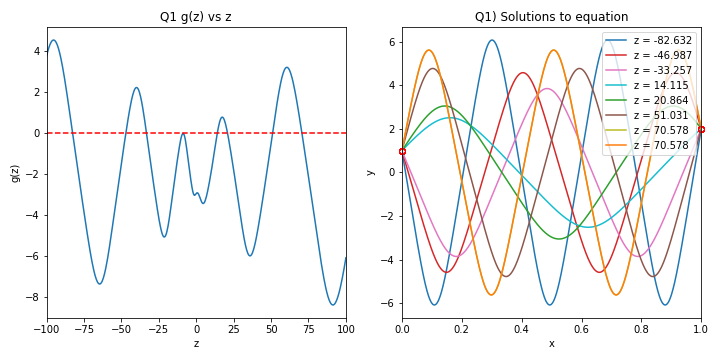 Q1 g(z) vs z
g(z)
4
2
0
−2
−4
−6
−8
−100
−75
−50
−25
0
25
50
75
100
z
Q1) Solutions to equation
y
6
4
2
0
−2
−4
−6
0.0
0.2
0.4
0.6
0.8
1.0
x
z = -82.632
z = -46.987
z = -33.257
z = 14.115
z = 20.864
z = 51.031
z = 70.578
z = 70.578